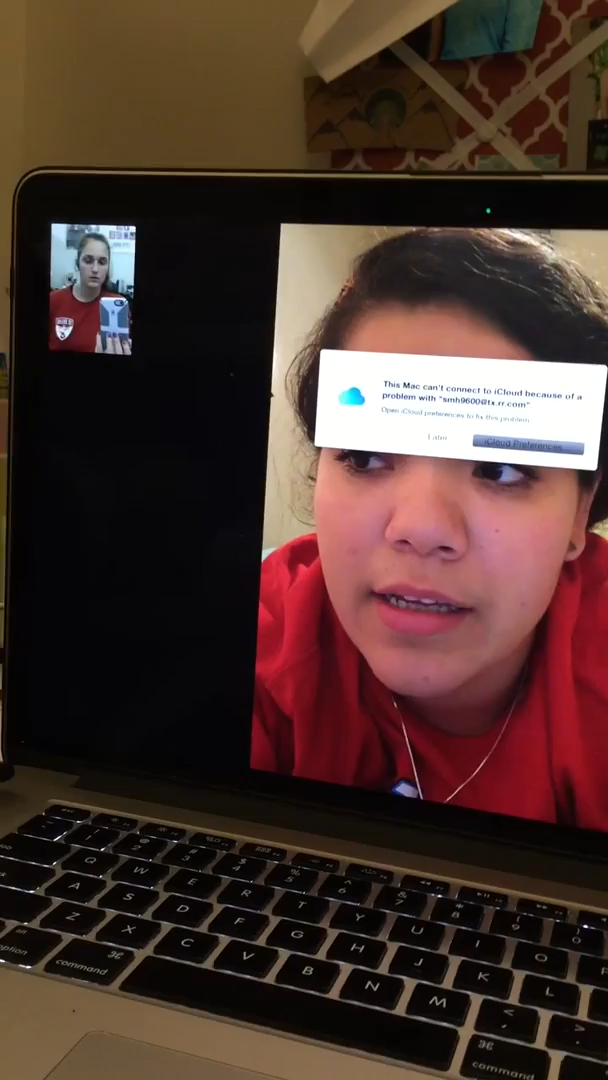 This Mac can't connect to iCloud because of a
problem with "smh9600@tx.rr.com".
Open iCloud preferences to fix this problem.
Later
iCloud Preferences...
Q W E R T Y U I O P
A S D F G H J K L
Z X C V B N M < ,
> .
option
alt
⌘
command
⌘
command